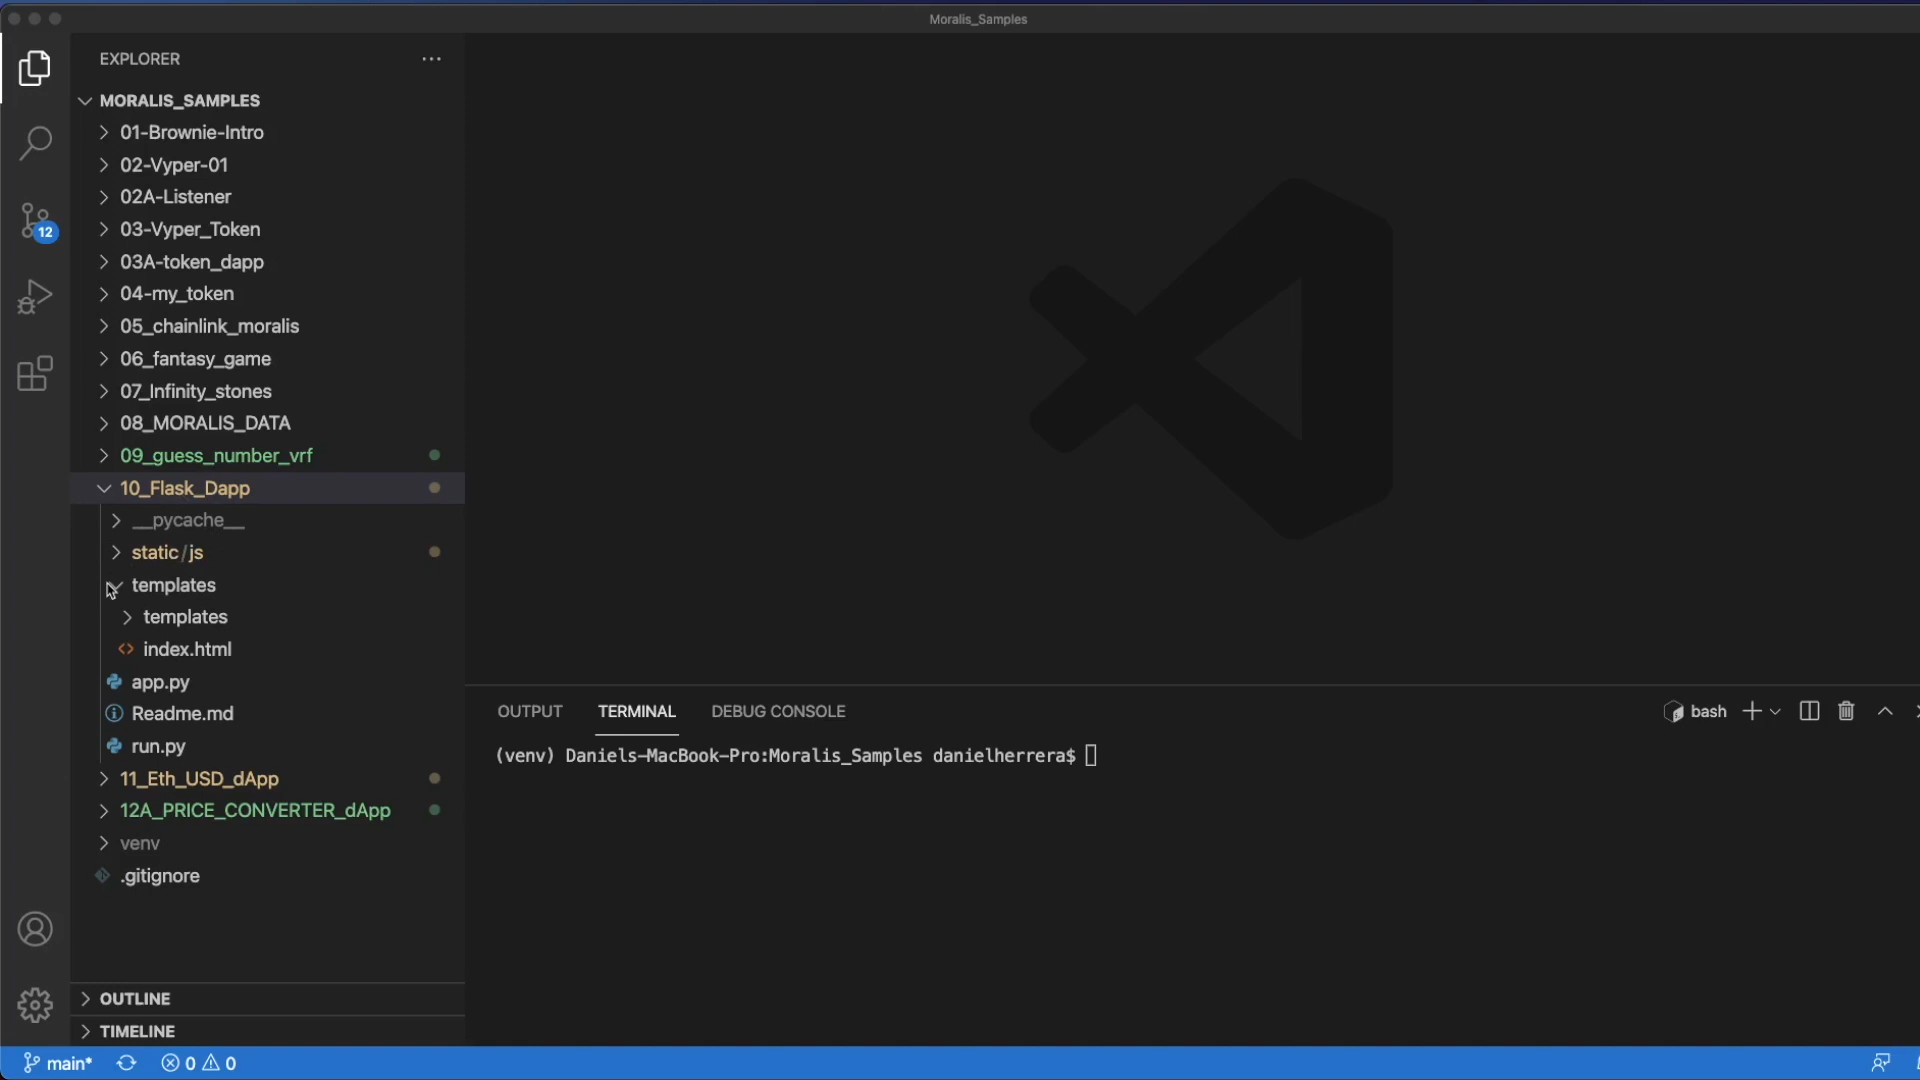 Moralis_Samples
EXPLORER
MORALIS_SAMPLES
01-Brownie-Intro
02-Vyper-01
02A-Listener
03-Vyper_Token
03A-token_dapp
04-my_token
05_chainlink_moralis
06_fantasy_game
07_Infinity_stones
08_MORALIS_DATA
09_guess_number_vrf
10_Flask_Dapp
__pycache__
static/js
templates
templates
index.html
app.py
Readme.md
run.py
11_Eth_USD_dApp
12A_PRICE_CONVERTER_dApp
venv
.gitignore
OUTLINE
TIMELINE
12
OUTPUT TERMINAL DEBUG CONSOLE
bash
(venv) Daniels-MacBook-Pro:Moralis_Samples danielherrera$
main*
0 0